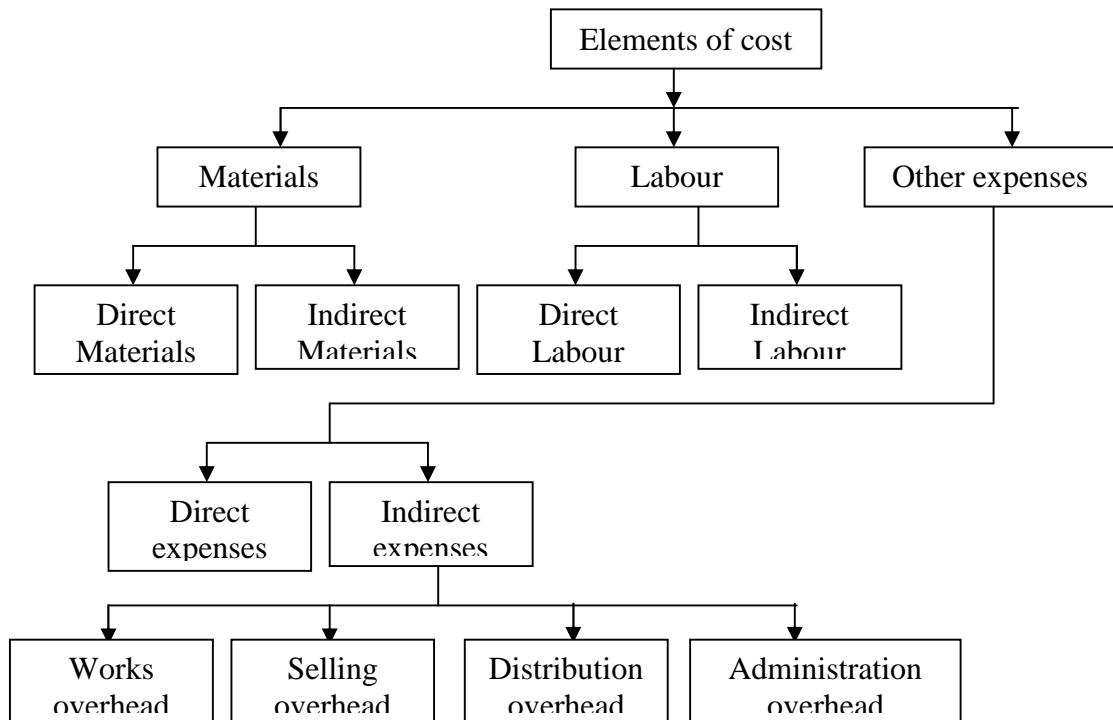 Elements of cost
Materials
Labour
Other expenses
Direct
Materials
Indirect
Materials
Direct
Labour
Indirect
Labour
Direct
expenses
Indirect
expenses
Works
overhead
Selling
overhead
Distribution
overhead
Administration
overhead